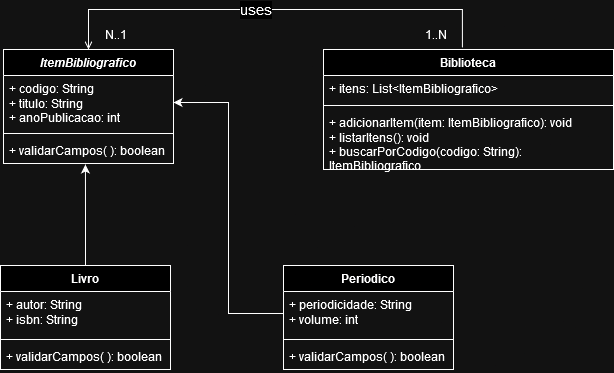 uses
N..1
1..N
ItemBibliografico
+ codigo: String
+ titulo: String
+ anoPublicacao: int
+ validarCampos( ): boolean
Biblioteca
+ itens: List<ItemBibliografico>
+ adicionarItem(item: ItemBibliografico): void
+ listarItens(): void
+ buscarPorCodigo(codigo: String):
ItemBibliografico
Livro
+ autor: String
+ isbn: String
+ validarCampos( ): boolean
Periodico
+ periodicidade: String
+ volume: int
+ validarCampos( ): boolean